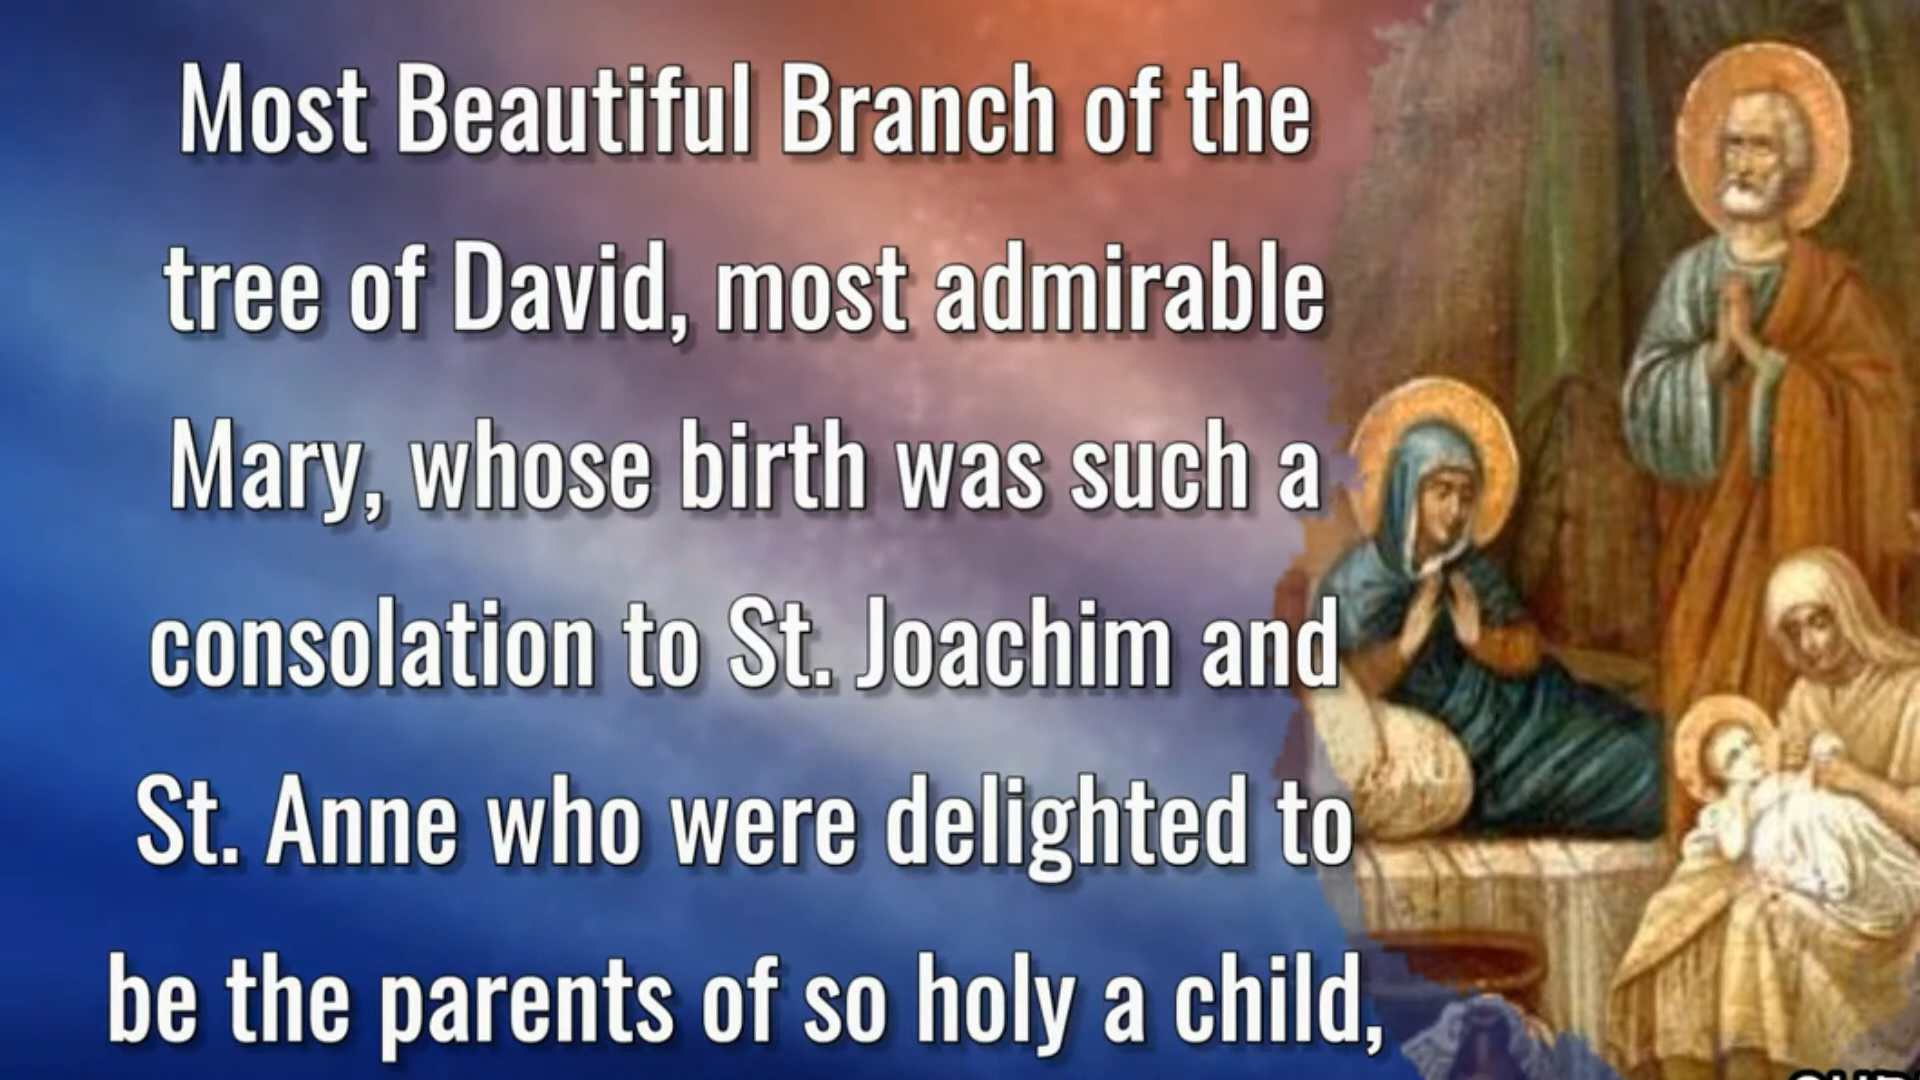 Most Beautiful Branch of the
tree of David, most admirable
Mary, whose birth was such a
consolation to St. Joachim and
St. Anne who were delighted to
be the parents of so holy a child,